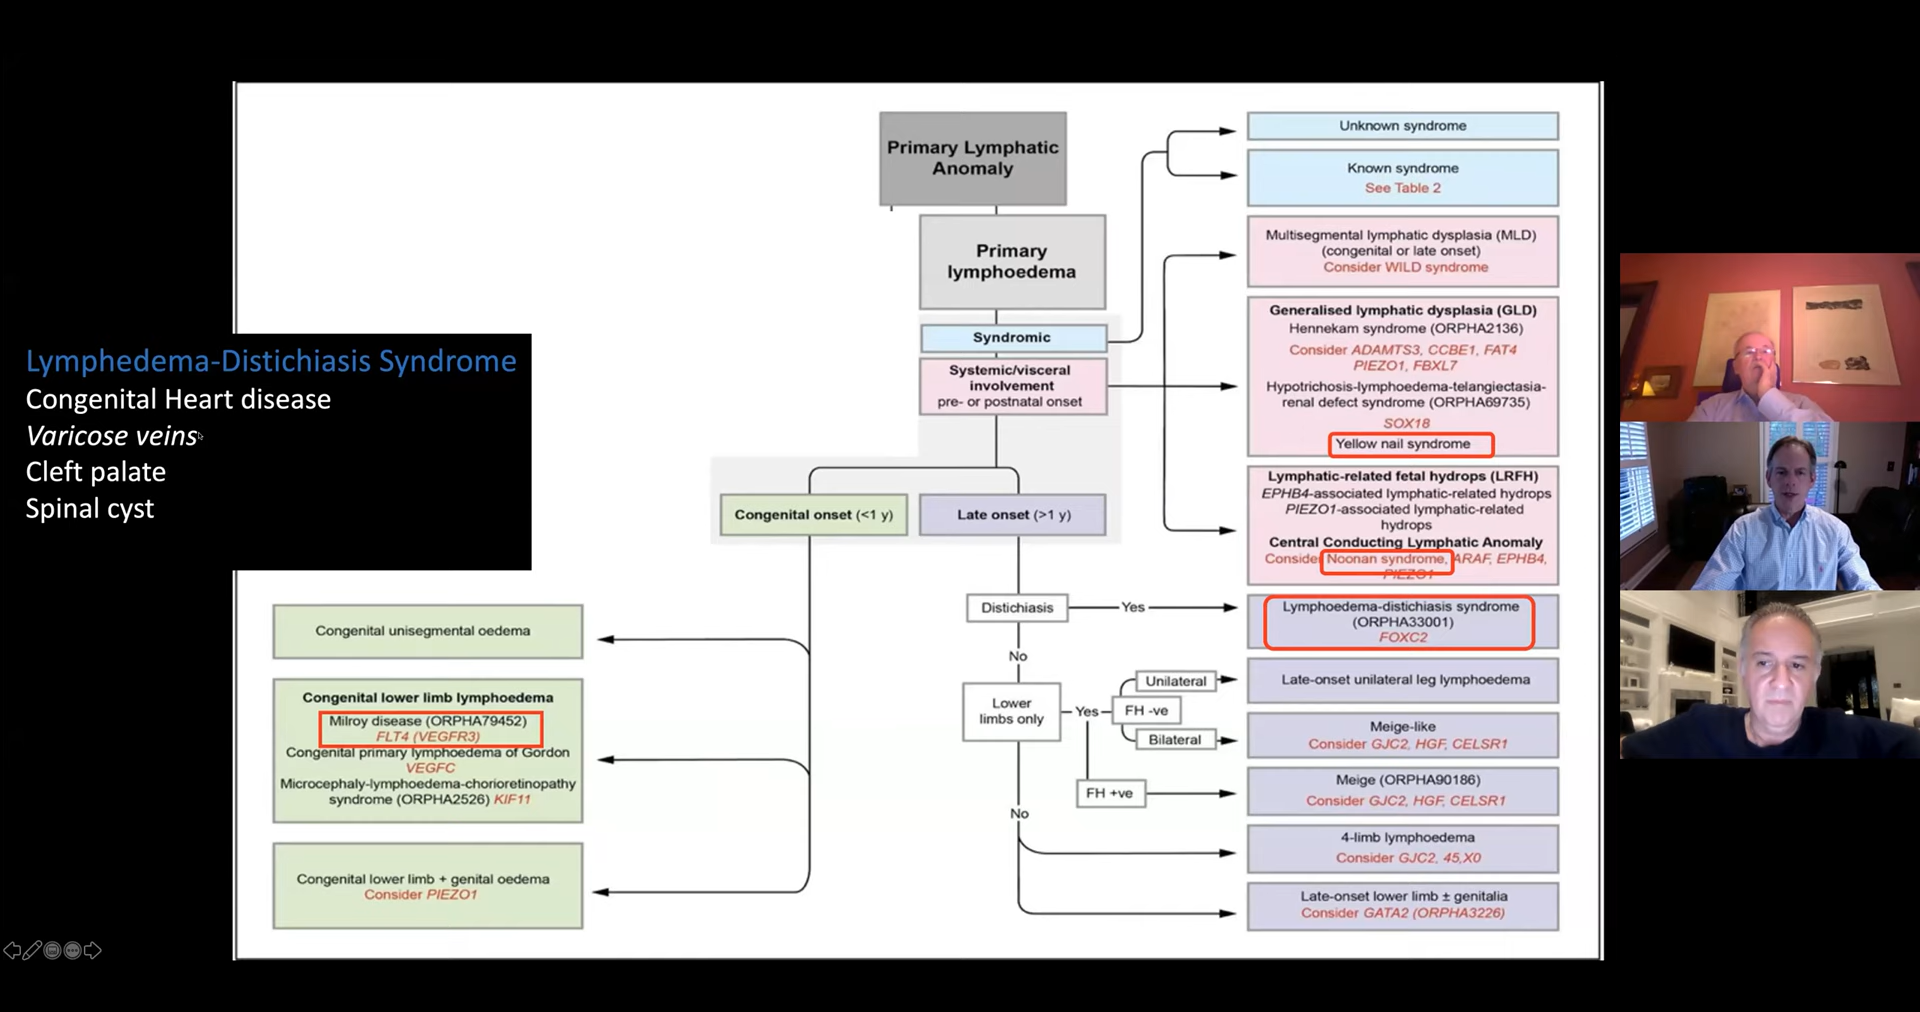 Primary Lymphatic
Anomaly
Primary
lymphoedema
Syndromic
Systemic/visceral
involvement
pre- or postnatal onset
Congenital onset (<1 y)
Late onset (>1 y)
Unknown syndrome
Known syndrome
See Table 2
Multisegmental lymphatic dysplasia (MLD)
(congenital or late onset)
Consider WILD syndrome
Generalised lymphatic dysplasia (GLD)
Hennekam syndrome (ORPHA2136)
Consider ADAMTS3, CCBE1, FAT4
PIEZO1, FBXL7
Hypotrichosis-lymphoedema-telangiectasia-
renal defect syndrome (ORPHA69735)
SOX18
Yellow nail syndrome
Lymphatic-related fetal hydrops (LRFH)
EPHB4-associated lymphatic-related hydrops
PIEZO1-associated lymphatic-related
hydrops
Central Conducting Lymphatic Anomaly
Consider Noonan syndrome, ARAF, EPHB4,
PIEZO1
Lymphedema-Distichiasis Syndrome
Congenital Heart disease
Varicose veins
Cleft palate
Spinal cyst
Congenital unisegmental oedema
Congenital lower limb lymphoedema
Milroy disease (ORPHA79452)
FLT4 (VEGFR3)
Congenital primary lymphoedema of Gordon
VEGFC
Microcephaly-lymphoedema-chorioretinopathy
syndrome (ORPHA2526) KIF11
Congenital lower limb + genital oedema
Consider PIEZO1
Distichiasis
Yes
Lymphoedema-distichiasis syndrome
(ORPHA33001)
FOXC2
No
Lower
limbs only
Yes
FH -ve
Unilateral
Late-onset unilateral leg lymphoedema
Bilateral
Meige-like
Consider GJC2, HGF, CELSR1
FH +ve
Meige (ORPHA90186)
Consider GJC2, HGF, CELSR1
No
4-limb lymphoedema
Consider GJC2, 45,X0
Late-onset lower limb ± genitalia
Consider GATA2 (ORPHA3226)